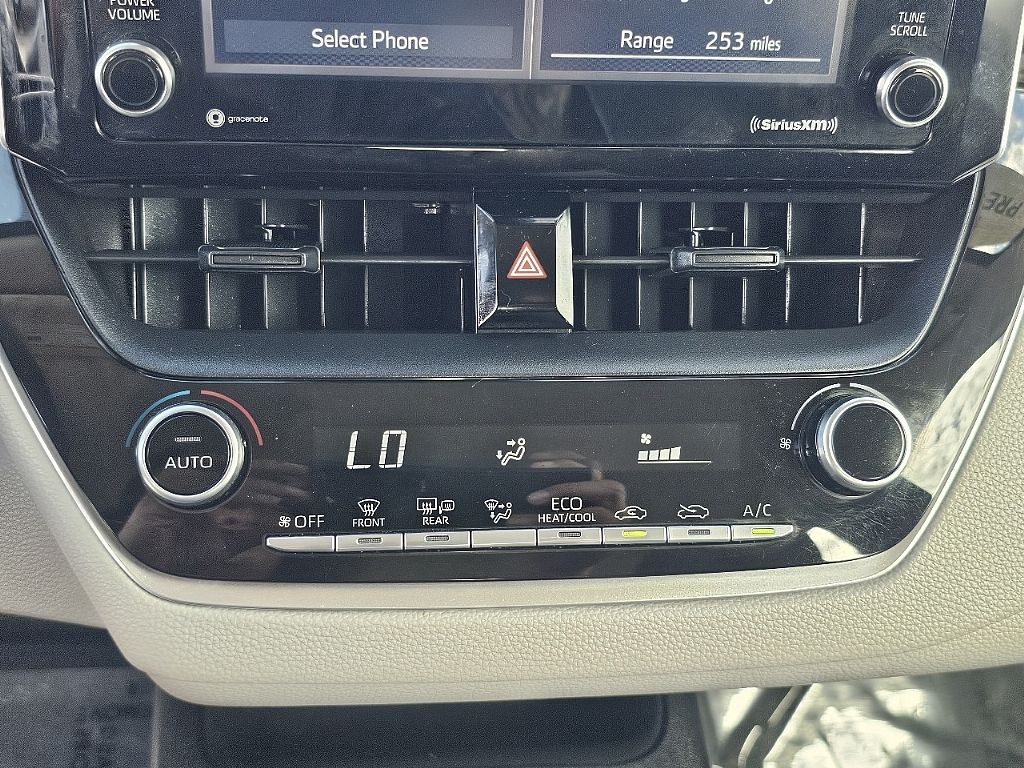 POWER
VOLUME
Select Phone
Range 253 miles
TUNE
SCROLL
gracenote
((SiriusXM))
PRE
AUTO
LO
OFF
FRONT
REAR
ECO
HEAT/COOL
A/C